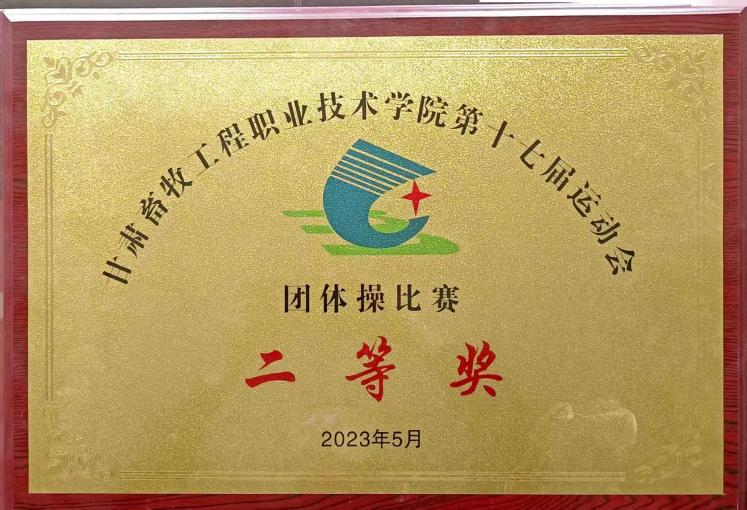 甘肃畜牧工程职业技术学院第十七届运动会
团体操比赛
二等奖
2023年5月